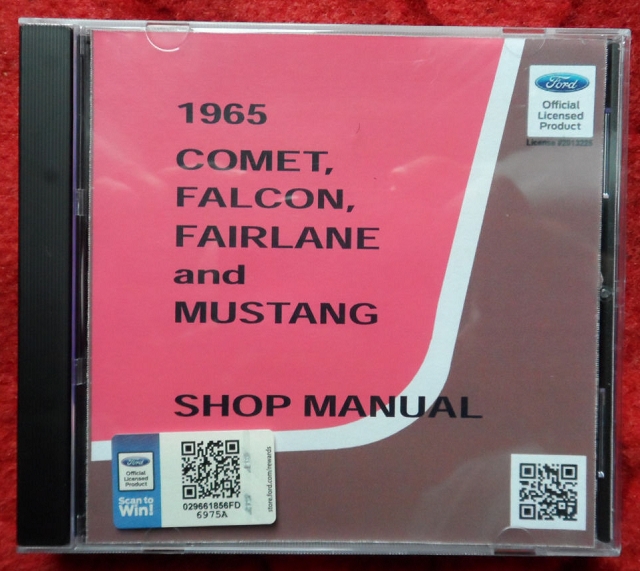 1965
COMET,
FALCON,
FAIRLANE
and
MUSTANG
SHOP MANUAL
Ford
Official
Licensed
Product
License
Ford
Official
Licensed
Product
Scan to
Win!
029661856FD
6975A
store.ford.com/rewards